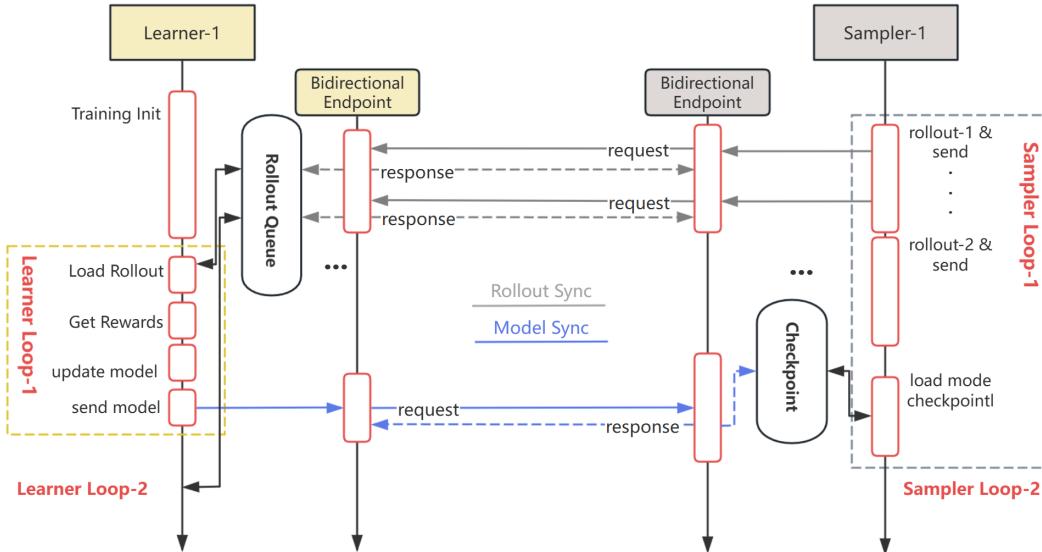 Learner-1
Sampler-1
Bidirectional
Endpoint
Bidirectional
Endpoint
Training Init
Rollout Queue
request
response
request
response
rollout-1 &
send
.
.
.
rollout-2 &
send
Sampler Loop-1
...
...
Load Rollout
Get Rewards
update model
send model
Learner Loop-1
Rollout Sync
Model Sync
Checkpoint
request
response
load mode
checkpointl
Learner Loop-2
Sampler Loop-2